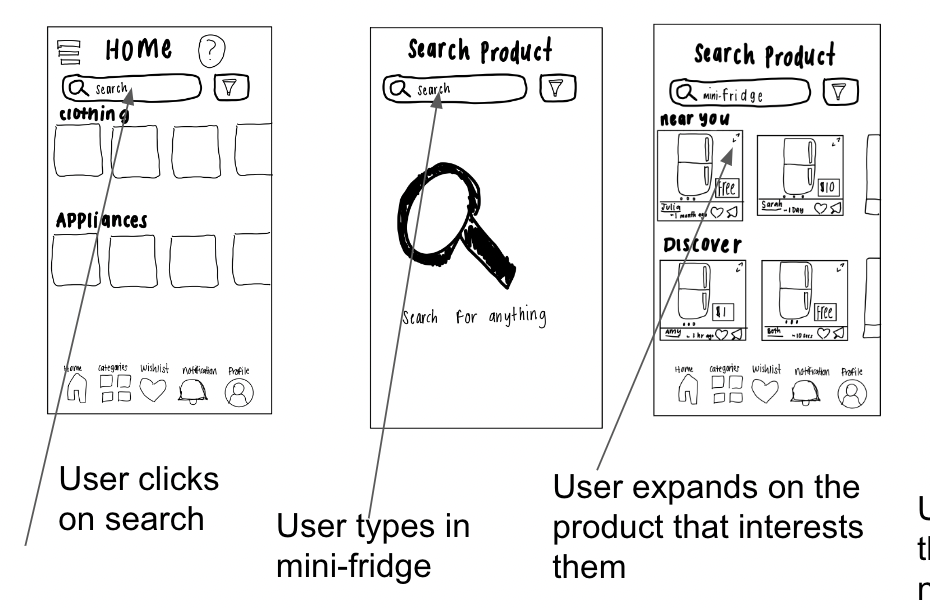 HOME
?
search
clothing
APPliances
Home
categories
Wishlist
notification
Profile
User clicks
on search
Search Product
search
Search for anything
User types in
mini-fridge
Search Product
mini-fridge
near you
Free
Julia
~1 month ago
$10
Sarah
~1 Day
Discover
$1
Amy
~1 hr ago
Free
Beth
Home
categories
Wishlist
notification
Profile
User expands on the
product that interests
them